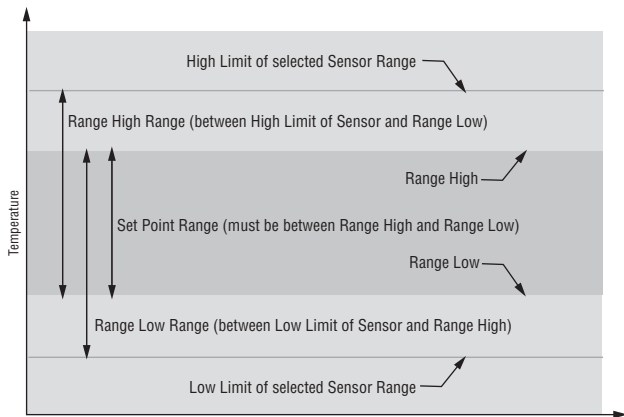 High Limit of selected Sensor Range
Range High Range (between High Limit of Sensor and Range Low)
Range High
Temperature
Set Point Range (must be between Range High and Range Low)
Range Low
Range Low Range (between Low Limit of Sensor and Range High)
Low Limit of selected Sensor Range